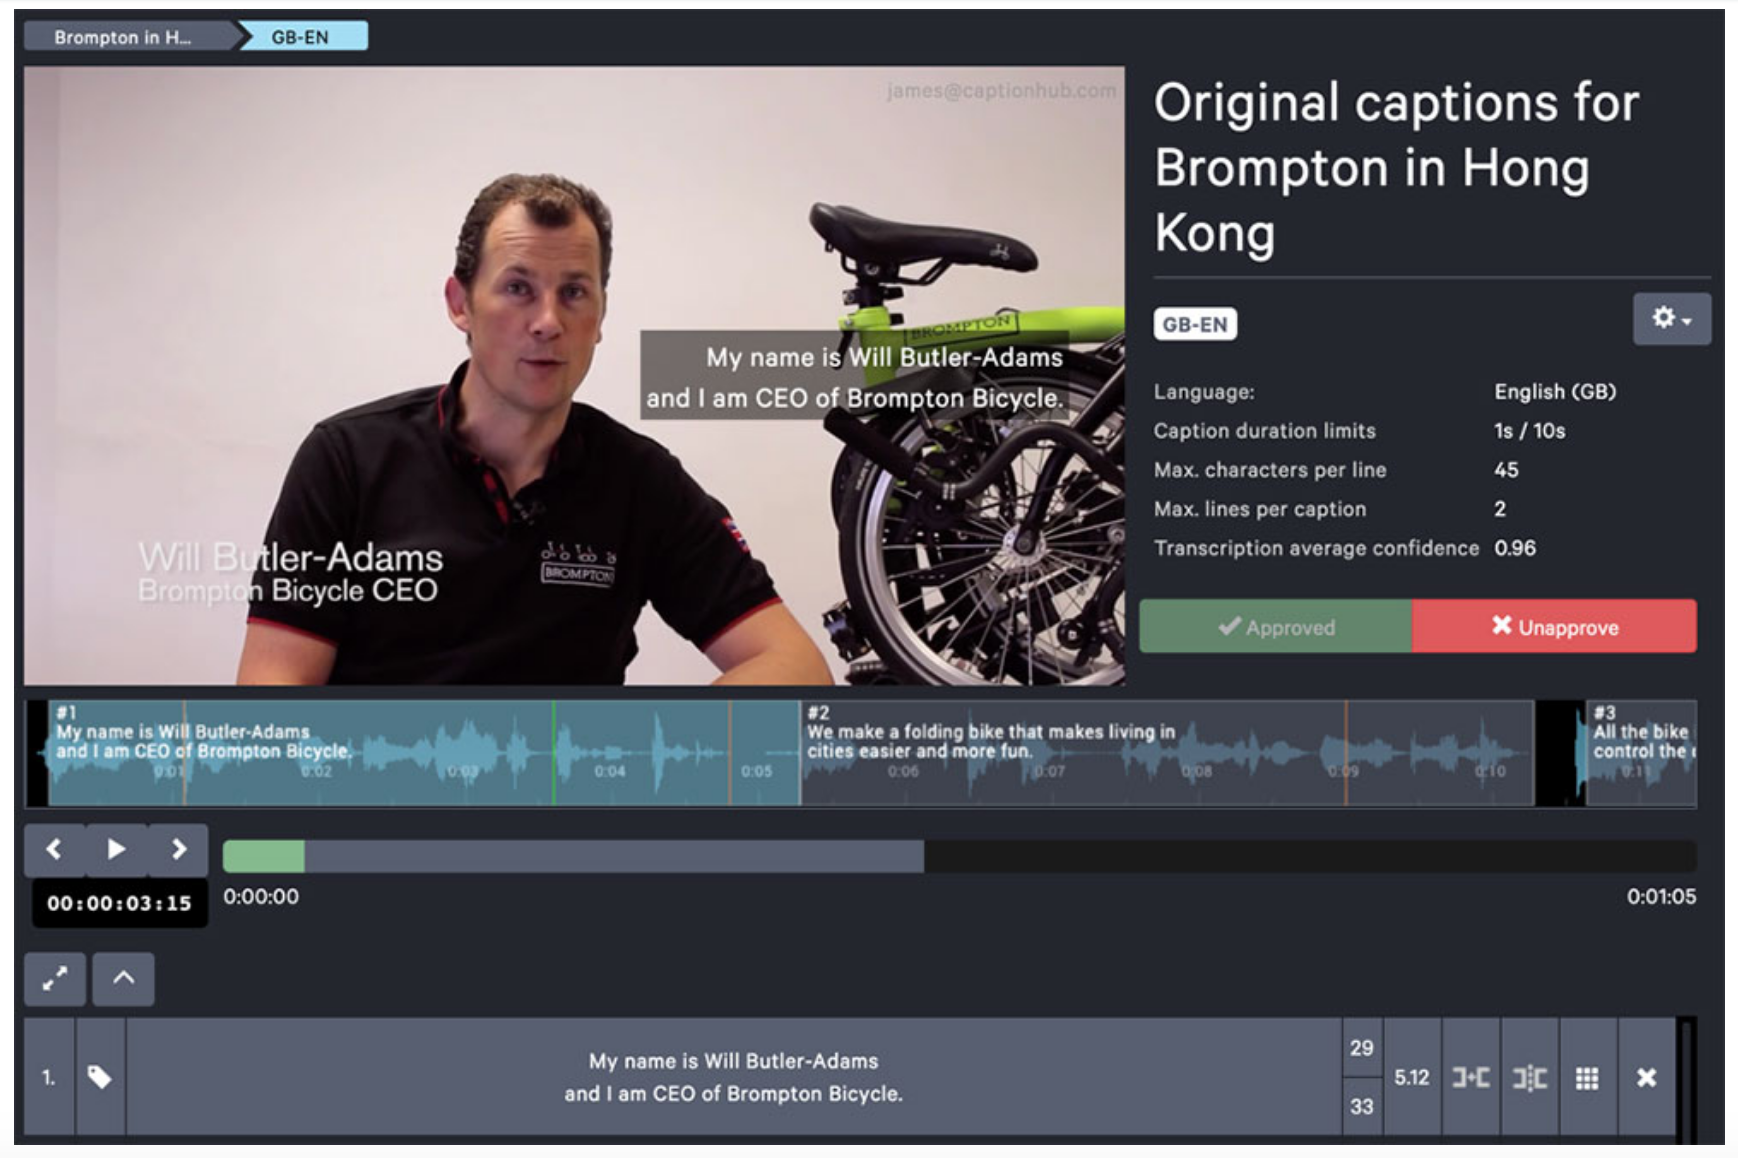 Brompton in H...
GB-EN
james@captionhub.com
BROMPTON
My name is Will Butler-Adams
and I am CEO of Brompton Bicycle.
Will Butler-Adams
Brompton Bicycle CEO
BROMPTON
Original captions for
Brompton in Hong
Kong
GB-EN
Language: English (GB)
Caption duration limits 1s / 10s
Max. characters per line 45
Max. lines per caption 2
Transcription average confidence 0.96
Approved
Unapprove
#1
My name is Will Butler-Adams
and I am CEO of Brompton Bicycle.
#2
We make a folding bike that makes living in
cities easier and more fun.
#3
All the bike
control the
0:01 0:02 0:03 0:04 0:05 0:06 0:07 0:08 0:09 0:10 0:11
00:00:03:15
0:00:00
0:01:05
1.
My name is Will Butler-Adams
and I am CEO of Brompton Bicycle.
29
33
5.12